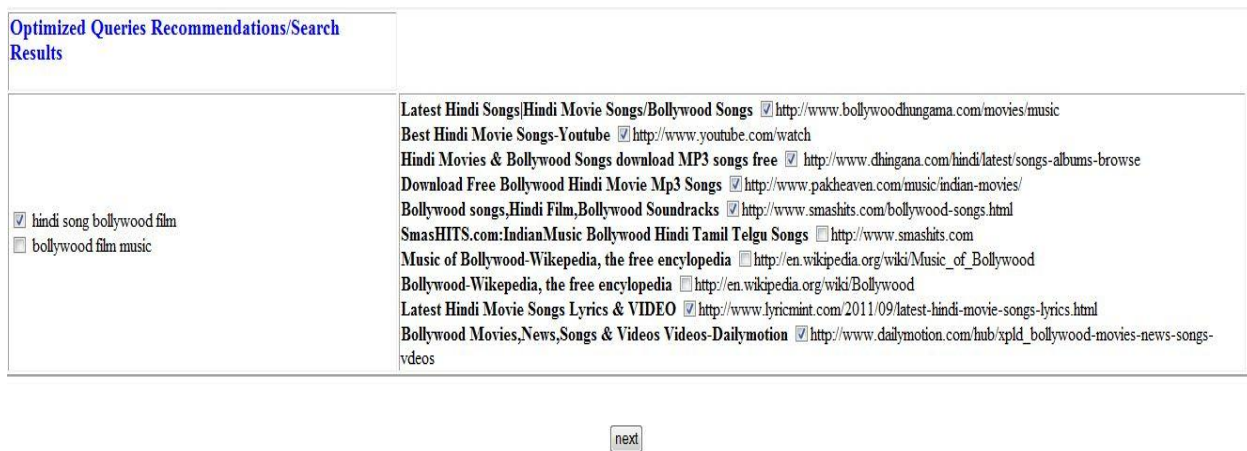 Optimized Queries Recommendations/Search
Results
hindi song bollywood film
bollywood film music
Latest Hindi Songs|Hindi Movie Songs/Bollywood Songs http://www.bollywoodhungama.com/movies/music
Best Hindi Movie Songs-Youtube http://www.youtube.com/watch
Hindi Movies & Bollywood Songs download MP3 songs free http://www.dhingana.com/hindi/latest/songs-albums-browse
Download Free Bollywood Hindi Movie Mp3 Songs http://www.pakheaven.com/music/indian-movies/
Bollywood songs,Hindi Film,Bollywood Soundracks http://www.smashits.com/bollywood-songs.html
SmasHITS.com:IndianMusic Bollywood Hindi Tamil Telgu Songs http://www.smashits.com
Music of Bollywood-Wikepedia, the free encylopedia http://en.wikipedia.org/wiki/Music_of_Bollywood
Bollywood-Wikepedia, the free encylopedia http://en.wikipedia.org/wiki/Bollywood
Latest Hindi Movie Songs Lyrics & VIDEO http://www.lyricmint.com/2011/09/latest-hindi-movie-songs-lyrics.html
Bollywood Movies,News,Songs & Videos Videos-Dailymotion http://www.dailymotion.com/hub/xpld_bollywood-movies-news-songs-
vdeos
next